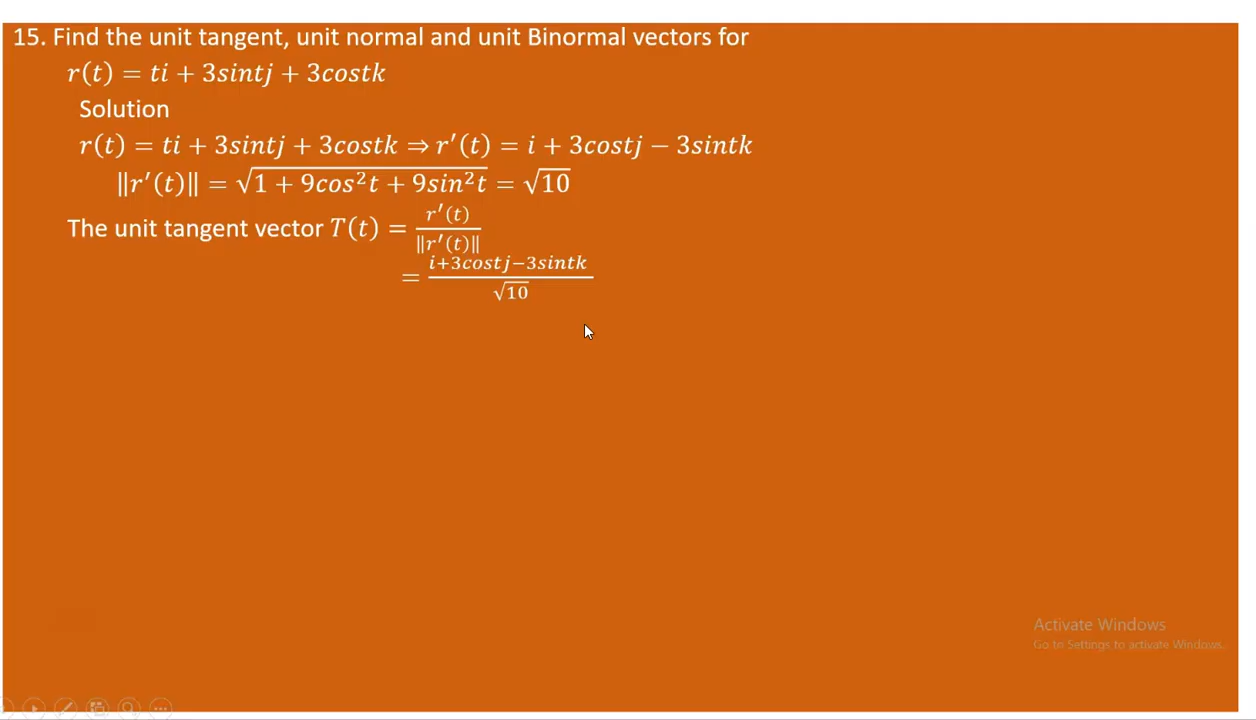 15. Find the unit tangent, unit normal and unit Binormal vectors for
r(t) = ti + 3sintj + 3costk
Solution
r(t) = ti + 3sintj + 3costk ⇒ r′(t) = i + 3costj − 3sintk
‖r′(t)‖ = √(1 + 9cos²t + 9sin²t) = √10
The unit tangent vector T(t) = r′(t)/‖r′(t)‖
= (i+3costj−3sintk)/√10
Activate Windows
Go to Settings to activate Windows.